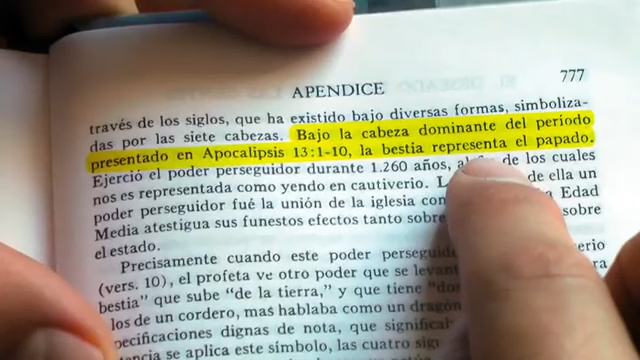 APENDICE 777
través de los siglos, que ha existido bajo diversas formas, simboliza-
das por las siete cabezas. Bajo la cabeza dominante del período
presentado en Apocalipsis 13:1-10, la bestia representa el papado.
Ejerció el poder perseguidor durante 1.260 años, al de los cuales
nos es representada como yendo en cautiverio. de ella un
poder perseguidor fué la unión de la iglesia con Edad
Media atestigua sus funestos efectos tanto sobre sobre
el estado.
Precisamente cuando este poder perseguid
(vers. 10), el profeta ve otro poder que se levan
bestia" que sube "de la tierra," y que tiene "dos
los de un cordero, mas hablaba como un dragón
pecificaciones dignas de nota, que significab
tancia se aplica este símbolo, las cuatro sig